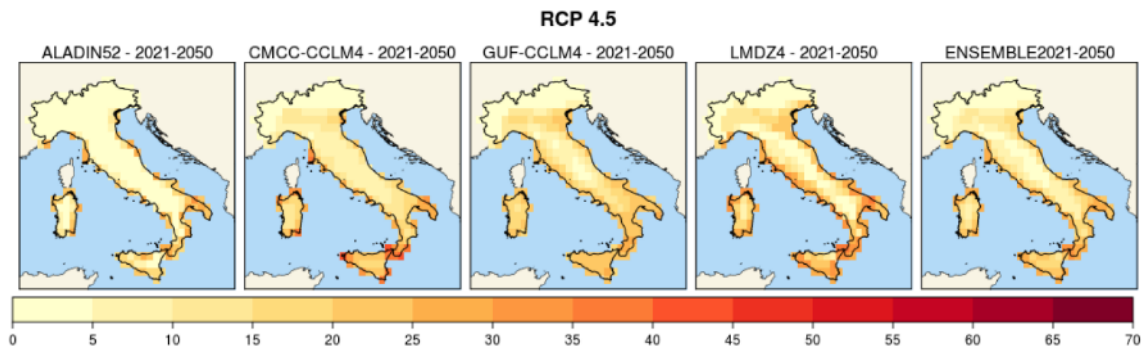 RCP 4.5
ALADIN52 - 2021-2050 CMCC-CCLM4 - 2021-2050 GUF-CCLM4 - 2021-2050 LMDZ4 - 2021-2050 ENSEMBLE2021-2050
0 5 10 15 20 25 30 35 40 45 50 55 60 65 70